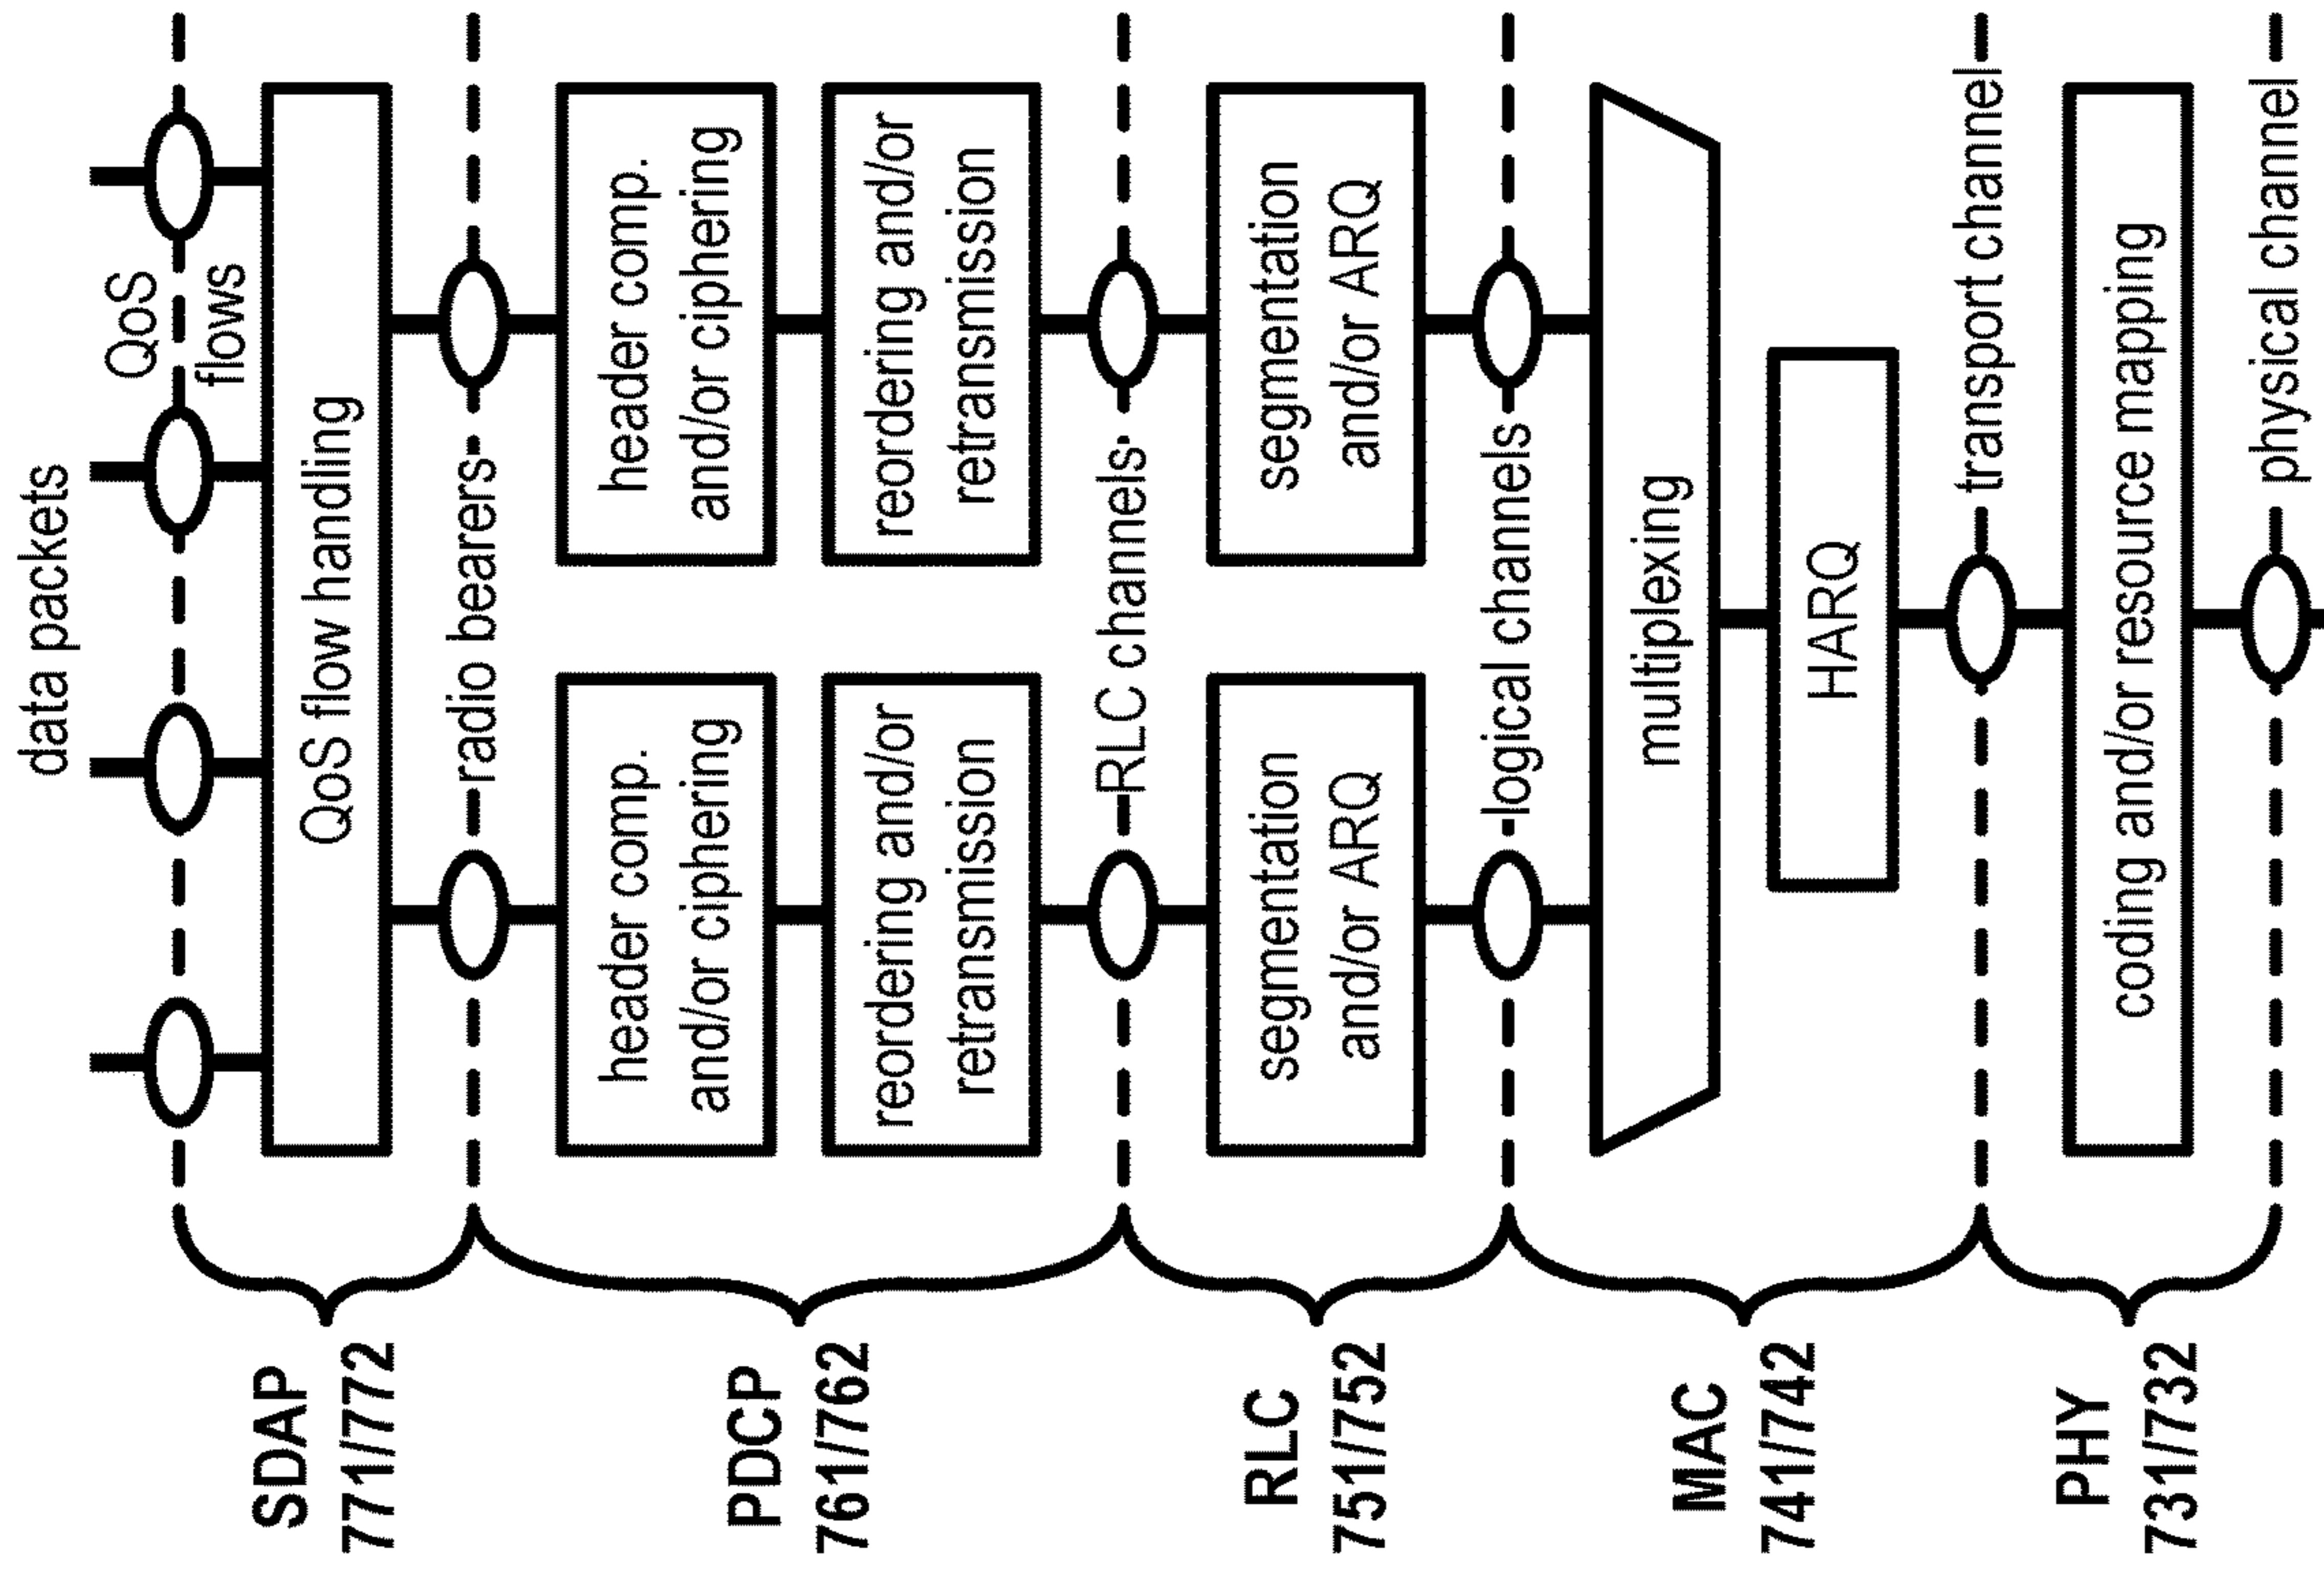 data packets
QoS
flows
SDAP
771/772
QoS flow handling
radio bearers
PDCP
761/762
header comp.
and/or ciphering
header comp.
and/or ciphering
reordering and/or
retransmission
reordering and/or
retransmission
RLC channels
RLC
751/752
segmentation
and/or ARQ
segmentation
and/or ARQ
logical channels
MAC
741/742
multiplexing
HARQ
transport channel
PHY
731/732
coding and/or resource mapping
physical channel